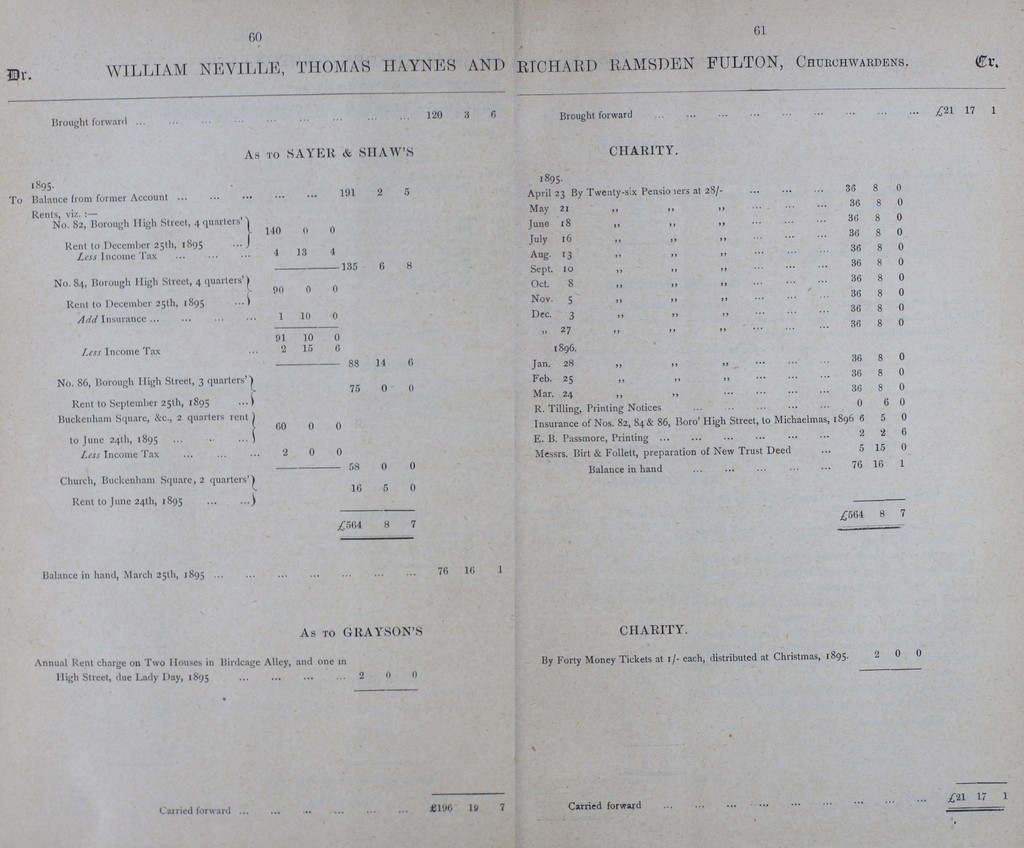 60
Dr. WILLIAM NEVILLE, THOMAS HAYNES AND
Brought forward ... ... ... ... ... ... ... ... ... ... 120 3 6
As to SAYER & SHAW'S
1895.
To Balance from former Account ... ... ... ... ... 191 2 5
Rents, viz. :—
No. 82, Borough High Street, 4 quarters' } 140 0 0
Rent to December 25th, 1895 ...
Less Income Tax ... ... ... 4 13 4
135 6 8
No. 84, Borough High Street, 4 quarters' } 90 0 0
Rent to December 25th, 1895 ...
Add Insurance ... ... ... ... 1 10 0
91 10 0
Less Income Tax ... 2 15 6
88 14 6
No. 86, Borough High Street, 3 quarters' } 75 0 0
Rent to September 25th, 1895 ...
Buckenham Square, &c., 2 quarters rent } 60 0 0
to June 24th, 1895 ... ... ...
Less Income Tax ... ... ... 2 0 0
58 0 0
Church, Buckenham Square, 2 quarters' } 16 5 0
Rent to June 24th, 1895 ... ...
£564 8 7
Balance in hand, March 25th, 1895 ... ... ... ... ... ... ... 76 16 1
As to GRAYSON'S
Annual Rent charge on Two Houses in Birdcage Alley, and one in
High Street, due Lady Day, 1895 ... ... ... ... 2 0 0
Carried forward ... ... ... ... ... ... £196 19 7
61
RICHARD RAMSDEN FULTON, Churchwardens. Cr.
Brought forward ... ... ... ... ... ... ... ... ... £21 17 1
CHARITY.
1895.
April 23 By Twenty-six Pensioners at 28/- ... ... ... 36 8 0
May 21 ,, ,, ,, ... ... ... 36 8 0
June 18 ,, ,, ,, ... ... ... 36 8 0
July 16 ,, ,, ,, ... ... ... 36 8 0
Aug. 13 ,, ,, ,, ... ... ... 36 8 0
Sept. 10 ,, ,, ,, ... ... ... 36 8 0
Oct. 8 ,, ,, ,, ... ... ... 36 8 0
Nov. 5 ,, ,, ,, ... ... ... 36 8 0
Dec. 3 ,, ,, ,, ... ... ... 36 8 0
,, 27 ,, ,, ,, ... ... ... 36 8 0
1896.
Jan. 28 ,, ,, ,, ... ... ... 36 8 0
Feb. 25 ,, ,, ,, ... ... ... 36 8 0
Mar. 24 ,, ,, ... ... ... ... 36 8 0
R. Tilling, Printing Notices ... ... ... ... ... 0 6 0
Insurance of Nos. 82, 84 & 86, Boro' High Street, to Michaelmas, 1896 6 5 0
E. B. Passmore, Printing ... ... ... ... ... ... 2 2 6
Messrs. Birt & Follett, preparation of New Trust Deed ... 5 15 0
Balance in hand ... ... ... ... ... 76 16 1
£564 8 7
CHARITY.
By Forty Money Tickets at 1/- each, distributed at Christmas, 1895. 2 0 0
Carried forward ... ... ... ... ... ... ... ... ... £21 17 1